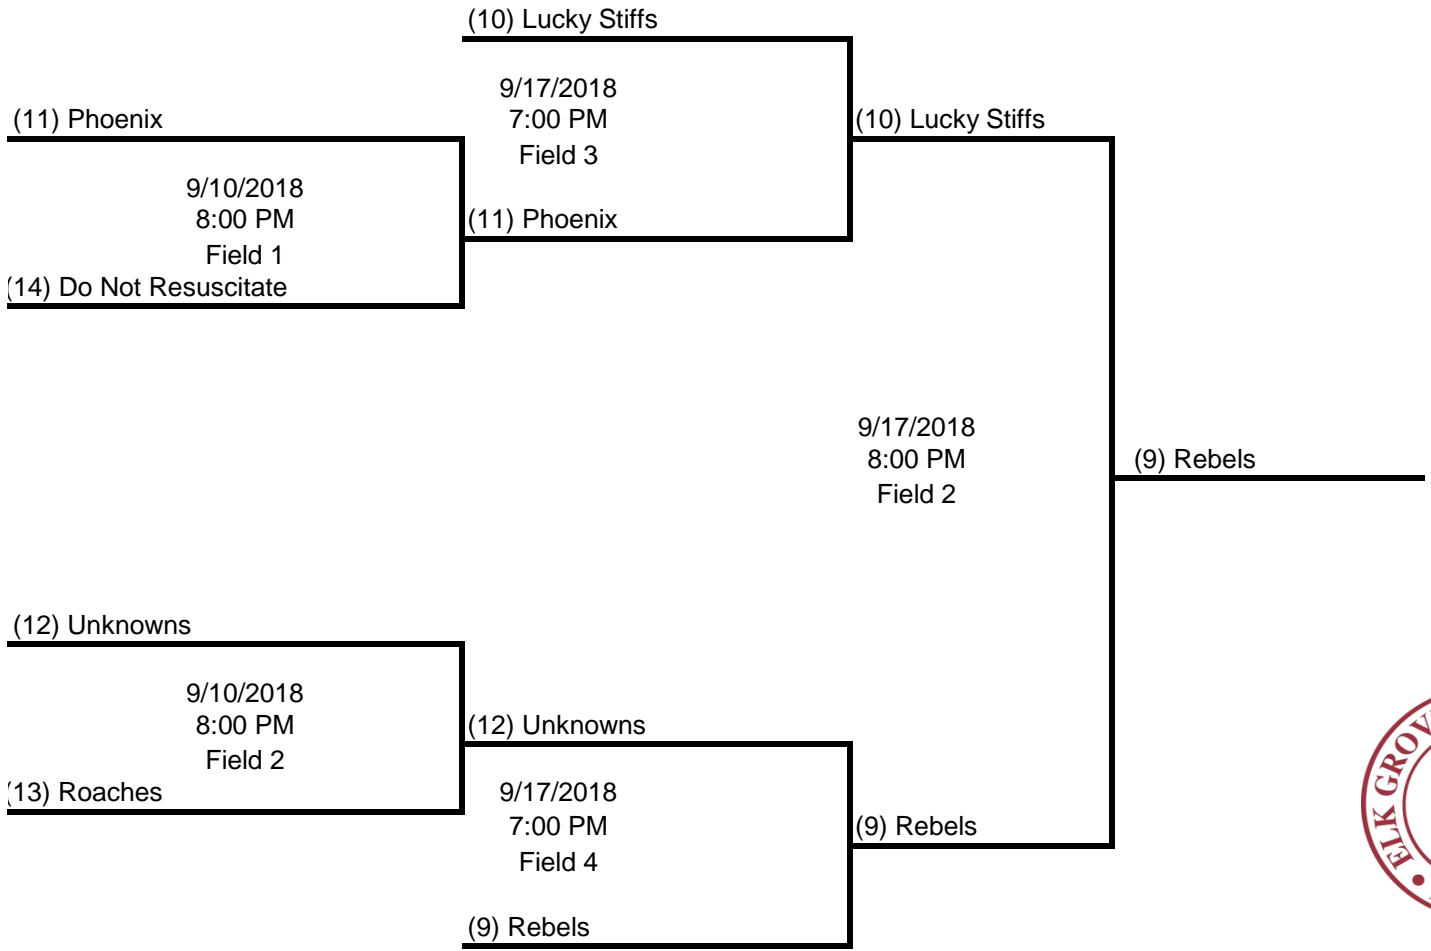 (10) Lucky Stiffs
9/17/2018
7:00 PM
Field 3
(11) Phoenix
(10) Lucky Stiffs
9/10/2018
8:00 PM
Field 1
(11) Phoenix
(14) Do Not Resuscitate
9/17/2018
8:00 PM
Field 2
(9) Rebels
(12) Unknowns
9/10/2018
8:00 PM
Field 2
(12) Unknowns
(13) Roaches
9/17/2018
7:00 PM
Field 4
(9) Rebels
(9) Rebels
ELK GROV